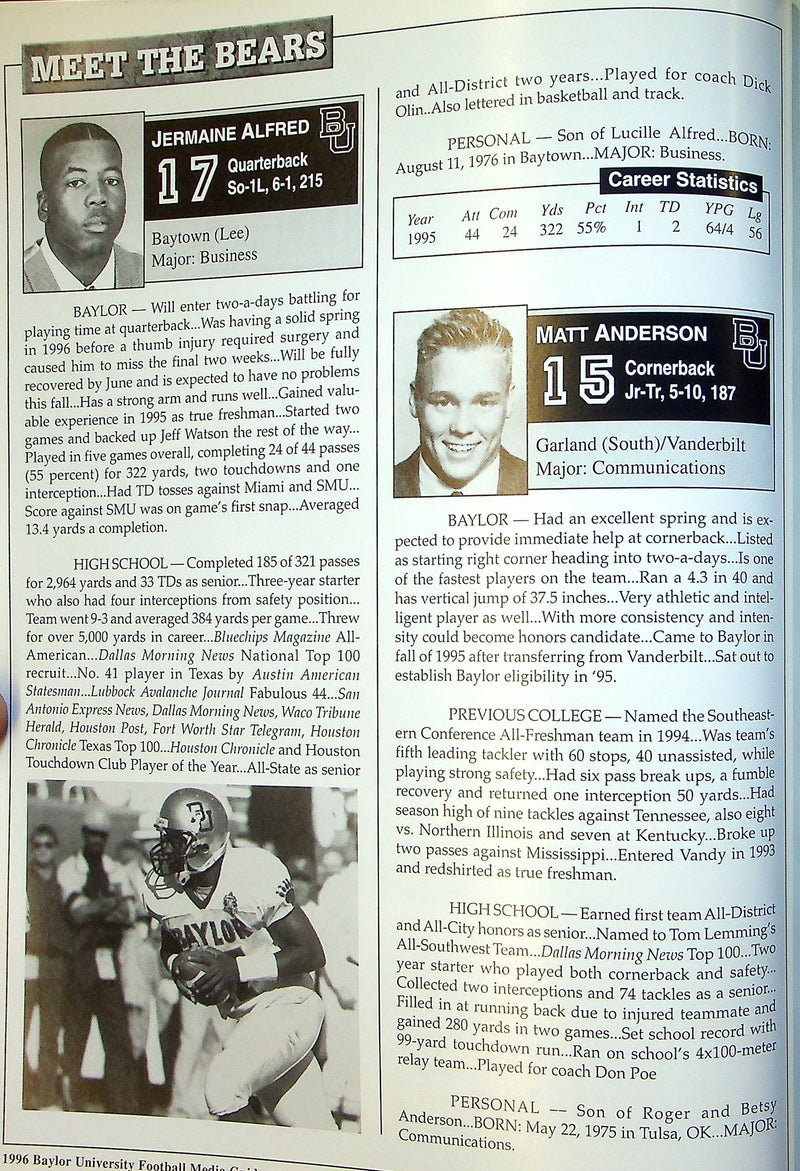 MEET THE BEARS
JERMAINE ALFRED
BU
17
Quarterback
So-1L, 6-1, 215
Baytown (Lee)
Major: Business
BAYLOR — Will enter two-a-days battling for
playing time at quarterback...Was having a solid spring
in 1996 before a thumb injury required surgery and
caused him to miss the final two weeks...Will be fully
recovered by June and is expected to have no problems
this fall...Has a strong arm and runs well...Gained valu-
able experience in 1995 as true freshman...Started two
games and backed up Jeff Watson the rest of the way...
Played in five games overall, completing 24 of 44 passes
(55 percent) for 322 yards, two touchdowns and one
interception...Had TD tosses against Miami and SMU...
Score against SMU was on game's first snap...Averaged
13.4 yards a completion.
HIGH SCHOOL — Completed 185 of 321 passes
for 2,964 yards and 33 TDs as senior...Three-year starter
who also had four interceptions from safety position...
Team went 9-3 and averaged 384 yards per game...Threw
for over 5,000 yards in career...Bluechips Magazine All-
American...Dallas Morning News National Top 100
recruit...No. 41 player in Texas by Austin American
Statesman...Lubbock Avalanche Journal Fabulous 44...San
Antonio Express News, Dallas Morning News, Waco Tribune
Herald, Houston Post, Fort Worth Star Telegram, Houston
Chronicle Texas Top 100...Houston Chronicle and Houston
Touchdown Club Player of the Year...All-State as senior
BU
BAYLOR
and All-District two years...Played for coach Dick
Olin..Also lettered in basketball and track.
PERSONAL — Son of Lucille Alfred...BORN:
August 11, 1976 in Baytown...MAJOR: Business.
Career Statistics
Year Att Com Yds Pct Int TD YPG Lg
1995 44 24 322 55% 1 2 64/4 56
MATT ANDERSON
BU
15
Cornerback
Jr-Tr, 5-10, 187
Garland (South)/Vanderbilt
Major: Communications
BAYLOR — Had an excellent spring and is ex-
pected to provide immediate help at cornerback...Listed
as starting right corner heading into two-a-days...Is one
of the fastest players on the team...Ran a 4.3 in 40 and
has vertical jump of 37.5 inches...Very athletic and intel-
ligent player as well...With more consistency and inten-
sity could become honors candidate...Came to Baylor in
fall of 1995 after transferring from Vanderbilt...Sat out to
establish Baylor eligibility in '95.
PREVIOUS COLLEGE — Named the Southeast-
ern Conference All-Freshman team in 1994...Was team's
fifth leading tackler with 60 stops, 40 unassisted, while
playing strong safety...Had six pass break ups, a fumble
recovery and returned one interception 50 yards...Had
season high of nine tackles against Tennessee, also eight
vs. Northern Illinois and seven at Kentucky...Broke up
two passes against Mississippi...Entered Vandy in 1993
and redshirted as true freshman.
HIGH SCHOOL — Earned first team All-District
and All-City honors as senior...Named to Tom Lemming's
All-Southwest Team...Dallas Morning News Top 100...Two
year starter who played both cornerback and safety...
Collected two interceptions and 74 tackles as a senior...
Filled in at running back due to injured teammate and
gained 280 yards in two games...Set school record with
99-yard touchdown run...Ran on school's 4x100-meter
relay team...Played for coach Don Poe
PERSONAL -- Son of Roger and Betsy
Anderson...BORN: May 22, 1975 in Tulsa, OK...MAJOR:
Communications.
1996 Baylor University Football Media